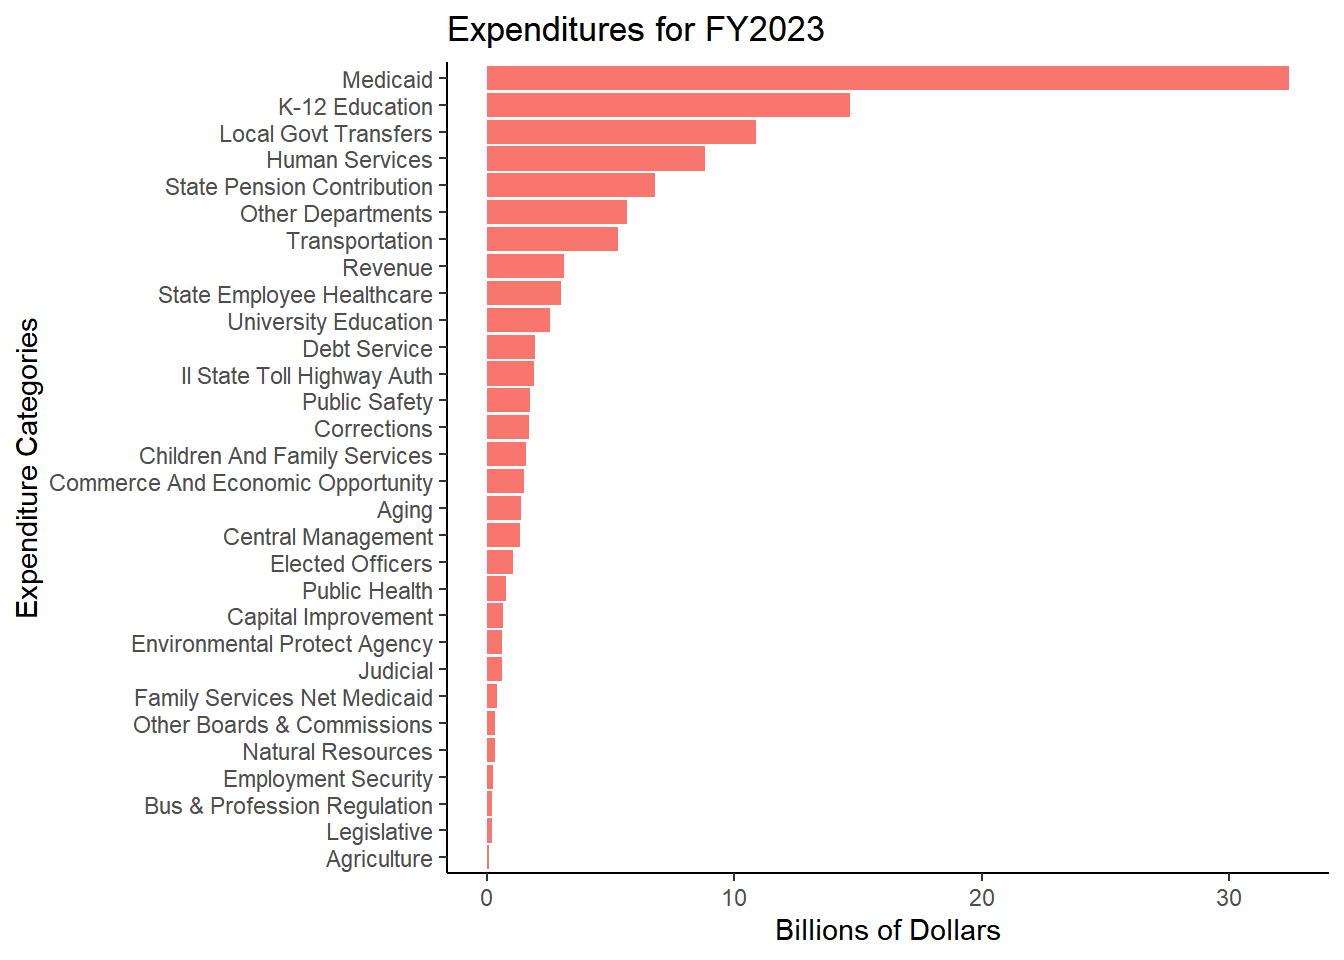 Expenditures for FY2023
Expenditure Categories
Medicaid
K-12 Education
Local Govt Transfers
Human Services
State Pension Contribution
Other Departments
Transportation
Revenue
State Employee Healthcare
University Education
Debt Service
Il State Toll Highway Auth
Public Safety
Corrections
Children And Family Services
Commerce And Economic Opportunity
Aging
Central Management
Elected Officers
Public Health
Capital Improvement
Environmental Protect Agency
Judicial
Family Services Net Medicaid
Other Boards & Commissions
Natural Resources
Employment Security
Bus & Profession Regulation
Legislative
Agriculture
0 10 20 30
Billions of Dollars